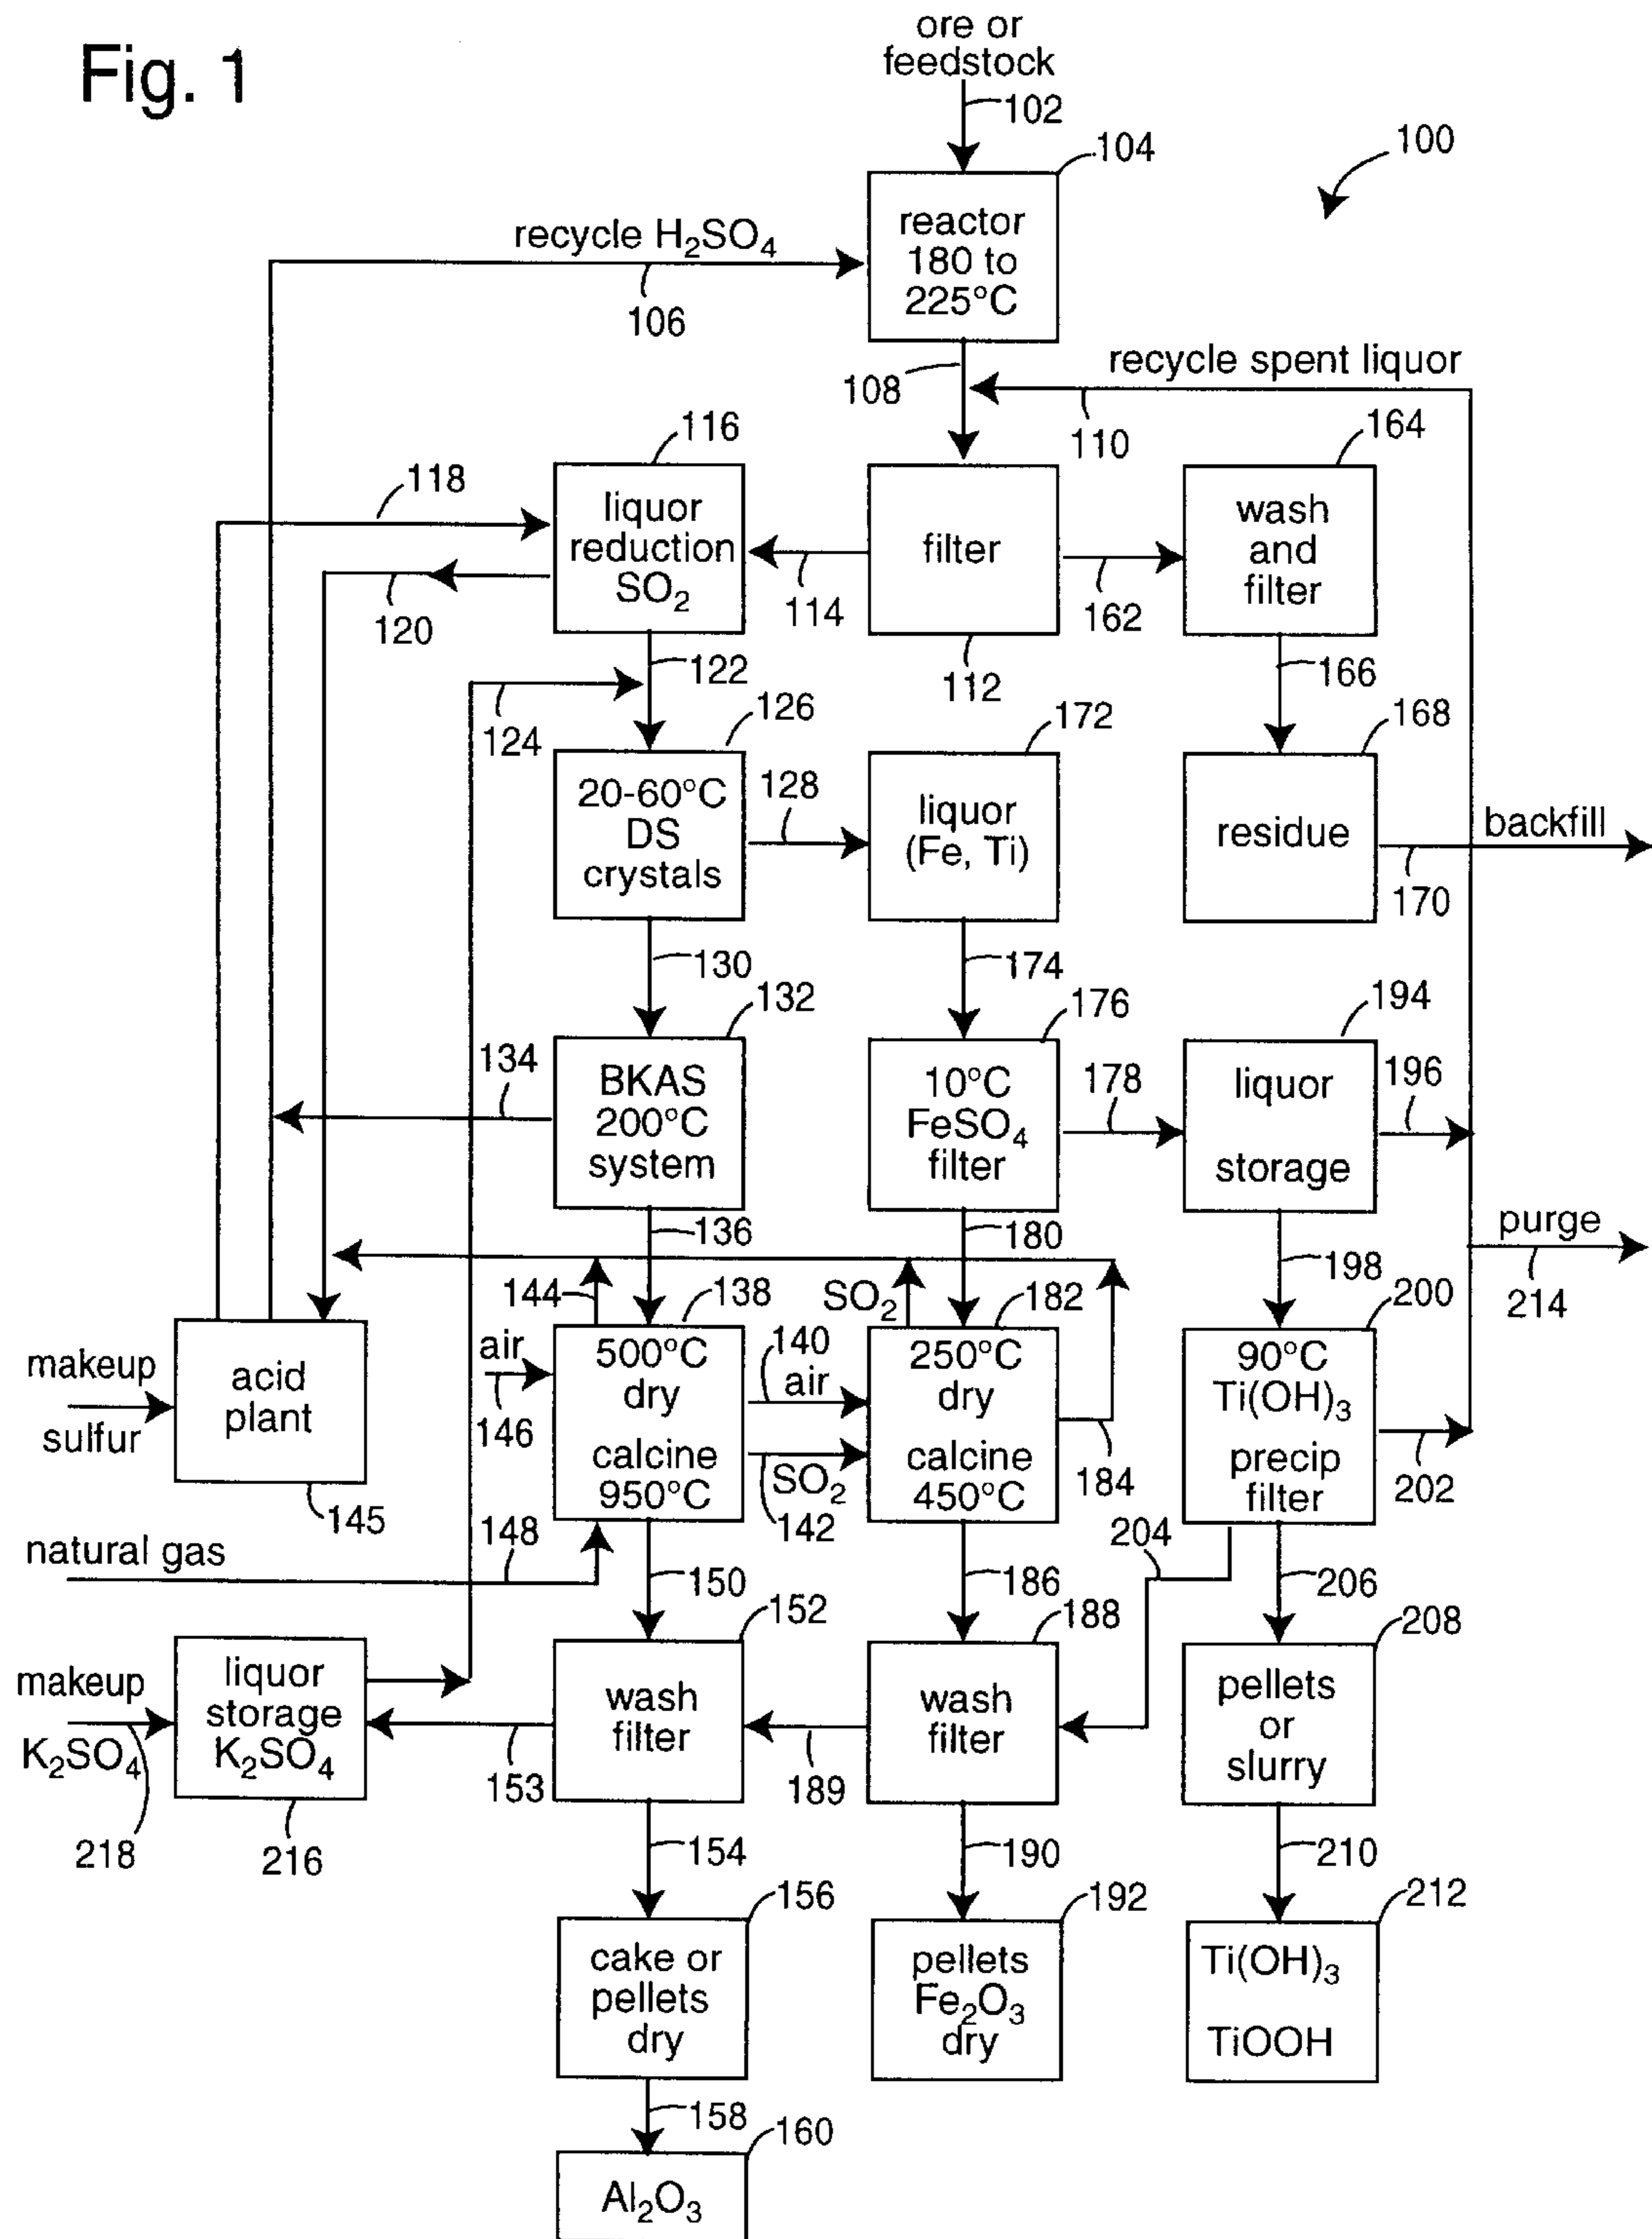 Fig. 1
ore or
feedstock
102
104
100
reactor
180 to
225°C
recycle H₂SO₄
106
108
recycle spent liquor
110
116
164
118
liquor
reduction
SO₂
filter
wash
and
filter
114
162
120
122
112
166
124
126
172
168
20-60°C
DS
crystals
128
liquor
(Fe, Ti)
residue
backfill
170
130
174
132
176
194
134
BKAS
200°C
system
10°C
FeSO₄
filter
178
liquor
storage
196
136
180
198
purge
214
144
138
SO₂
182
200
makeup
sulfur
acid
plant
145
air
146
500°C
dry
calcine
950°C
140
air
SO₂
142
250°C
dry
calcine
450°C
184
90°C
Ti(OH)₃
precip
filter
202
natural gas
148
150
186
204
206
152
188
208
makeup
K₂SO₄
218
liquor
storage
K₂SO₄
216
153
wash
filter
189
wash
filter
pellets
or
slurry
154
190
210
156
192
212
cake or
pellets
dry
pellets
Fe₂O₃
dry
Ti(OH)₃
TiOOH
158
160
Al₂O₃